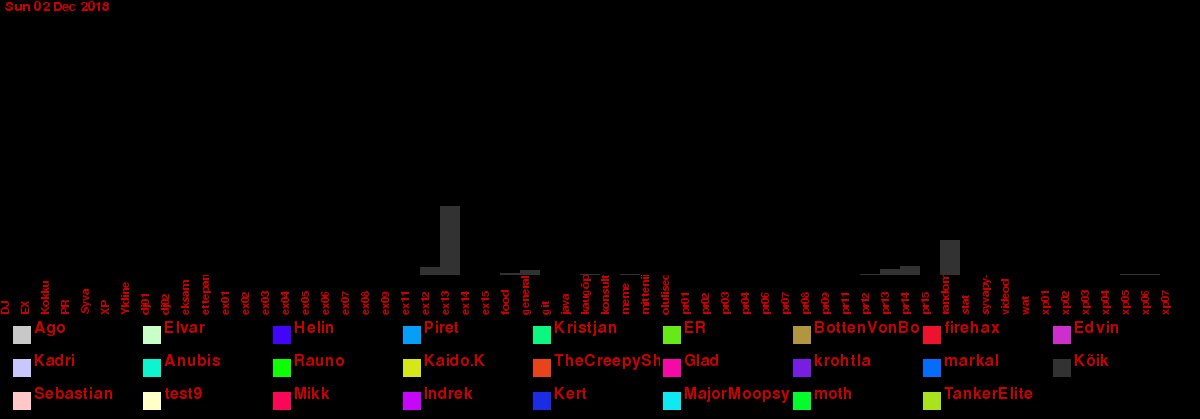 Sun 02 Dec 2018
DJ EX Kokku PR Syva XP Yldine dj01 dj02 eksam ettepan ex01 ex02 ex03 ex04 ex05 ex06 ex07 ex08 ex09 ex11 ex12 ex13 ex14 ex15 food general git java kaugõp konsult meme mitteni olulisec pr01 pr02 pr03 pr04 pr06 pr07 pr08 pr09 pr11 pr12 pr13 pr14 pr15 random stat syvapy- videod wat xp01 xp02 xp03 xp04 xp05 xp06 xp07
Ago Elvar Helin Piret Kristjan ER BottenVonBo firehax Edvin
Kadri Anubis Rauno Kaido.K TheCreepySh Glad krohtla markal Kõik
Sebastian test9 Mikk Indrek Kert MajorMoopsy moth TankerElite